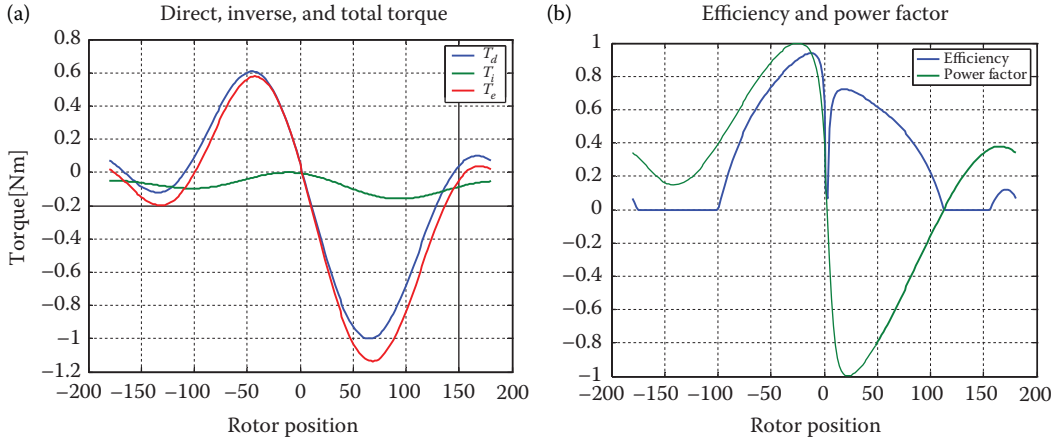 (a) Direct, inverse, and total torque
0.8
0.6
0.4
0.2
0
−0.2
−0.4
−0.6
−0.8
−1
−1.2
Torque[Nm]
T_d
T_i
T_e
−200 −150 −100 −50 0 50 100 150 200
Rotor position
(b) Efficiency and power factor
1
0.8
0.6
0.4
0.2
0
−0.2
−0.4
−0.6
−0.8
−1
Efficiency
Power factor
−200 −150 −100 −50 0 50 100 150 200
Rotor position